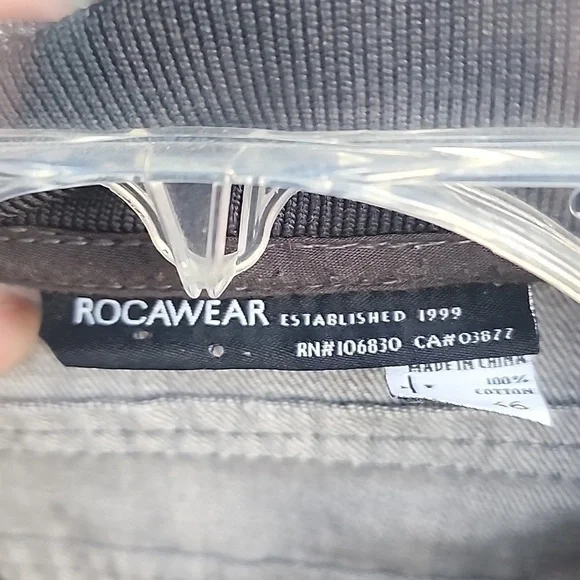 ROCAWEAR ESTABLISHED 1999
RN#106830 CA#03877
MADE IN CHINA
100%
COTTON